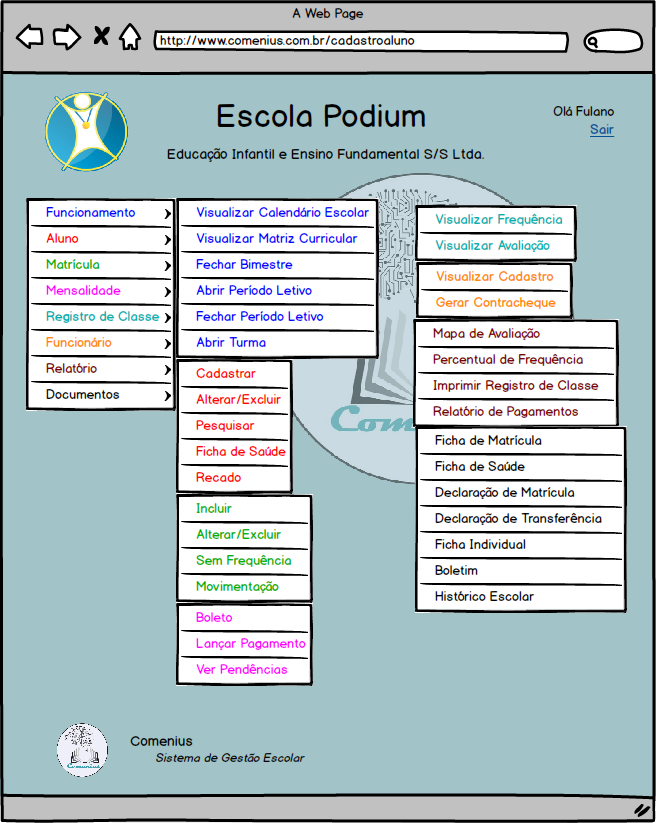 A Web Page
http://www.comenius.com.br/cadastroaluno
Escola Podium
Educação Infantil e Ensino Fundamental S/S Ltda.
Olá Fulano
Sair
Funcionamento
Aluno
Matrícula
Mensalidade
Registro de Classe
Funcionário
Relatório
Documentos
Visualizar Calendário Escolar
Visualizar Matriz Curricular
Fechar Bimestre
Abrir Período Letivo
Fechar Período Letivo
Abrir Turma
Cadastrar
Alterar/Excluir
Pesquisar
Ficha de Saúde
Recado
Incluir
Alterar/Excluir
Sem Frequência
Movimentação
Boleto
Lançar Pagamento
Ver Pendências
Visualizar Frequência
Visualizar Avaliação
Visualizar Cadastro
Gerar Contracheque
Mapa de Avaliação
Percentual de Frequência
Imprimir Registro de Classe
Relatório de Pagamentos
Ficha de Matrícula
Ficha de Saúde
Declaração de Matrícula
Declaração de Transferência
Ficha Individual
Boletim
Histórico Escolar
Com
Comenius
Comenius
Sistema de Gestão Escolar